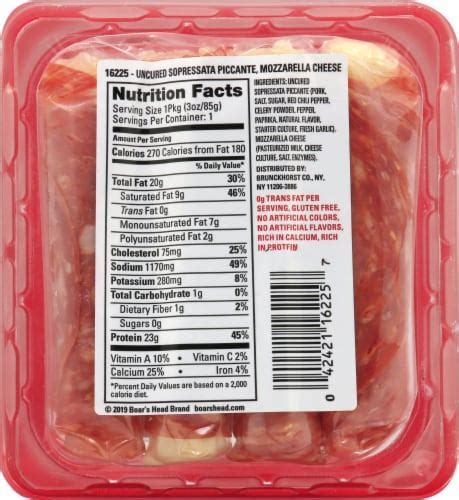 16225 - UNCURED SOPRESSATA PICCANTE, MOZZARELLA CHEESE
Nutrition Facts
Serving Size 1Pkg (3oz/85g)
Servings Per Container: 1
Amount Per Serving
Calories 270 Calories from Fat 180
% Daily Value*
Total Fat 20g 30%
Saturated Fat 9g 46%
Trans Fat 0g
Monounsaturated Fat 7g
Polyunsaturated Fat 2g
Cholesterol 75mg 25%
Sodium 1170mg 49%
Potassium 280mg 8%
Total Carbohydrate 1g 0%
Dietary Fiber 1g 2%
Sugars 0g
Protein 23g 45%
Vitamin A 10% • Vitamin C 2%
Calcium 25% • Iron 4%
*Percent Daily Values are based on a 2,000
calorie diet.
© 2019 Boar's Head Brand boarshead.com
INGREDIENTS: UNCURED
SOPRESSATA PICCANTE (PORK,
SALT, SUGAR, RED CHILI PEPPER,
CELERY POWDER, PEPPER,
PAPRIKA, NATURAL FLAVOR,
STARTER CULTURE, FRESH GARLIC),
MOZZARELLA CHEESE
(PASTEURIZED MILK, CHEESE
CULTURE, SALT, ENZYMES).
DISTRIBUTED BY:
BRUNCKHORST CO., NY,
NY 11206-3886
0g TRANS FAT PER
SERVING, GLUTEN FREE,
NO ARTIFICIAL COLORS,
NO ARTIFICIAL FLAVORS,
RICH IN CALCIUM, RICH
IN PROTEIN
0 42421 16225 7